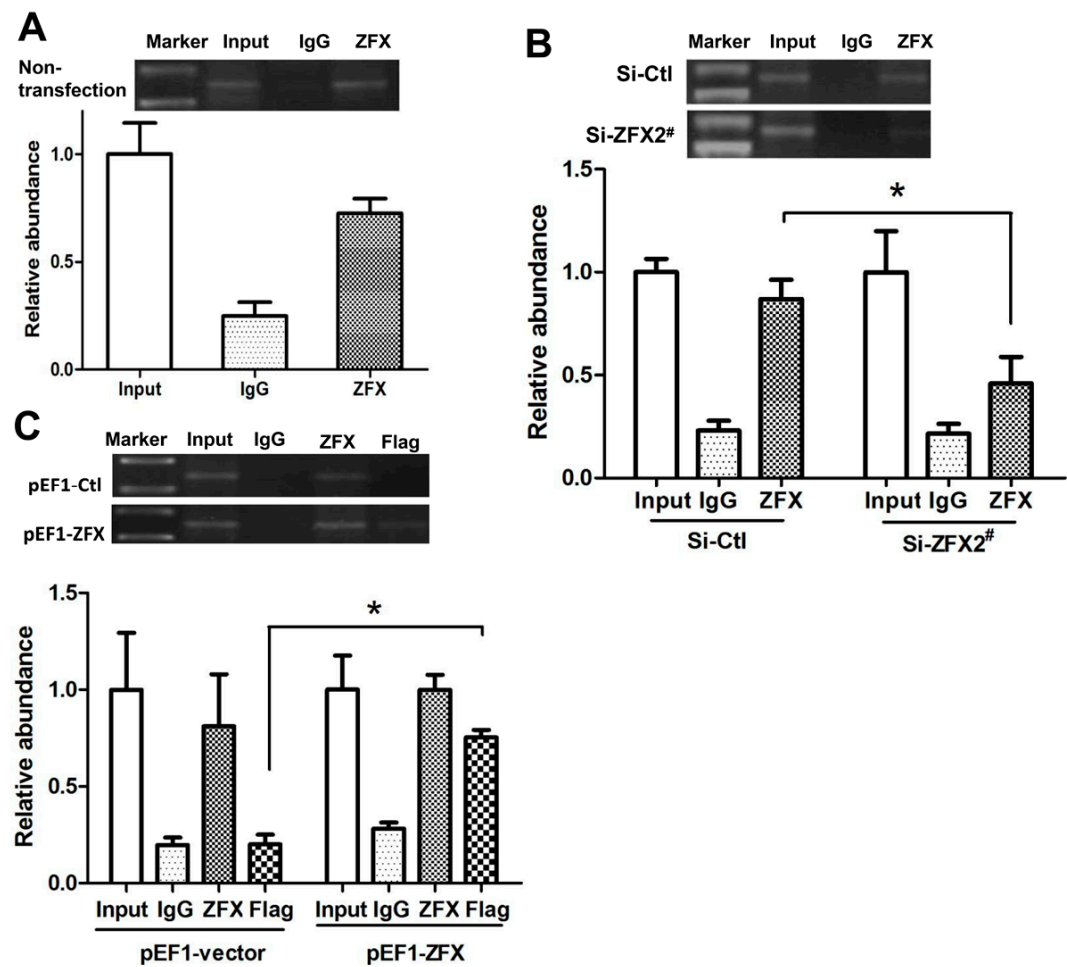 A
Marker Input IgG ZFX
Non-
transfection
Relative abundance
1.0
0.5
0.0
Input IgG ZFX
B
Marker Input IgG ZFX
Si-Ctl
Si-ZFX2#
Relative abundance
1.5
1.0
0.5
0.0
*
Input IgG ZFX Input IgG ZFX
Si-Ctl Si-ZFX2#
C
Marker Input IgG ZFX Flag
pEF1-Ctl
pEF1-ZFX
Relative abundance
1.5
1.0
0.5
0.0
*
Input IgG ZFX Flag Input IgG ZFX Flag
pEF1-vector pEF1-ZFX